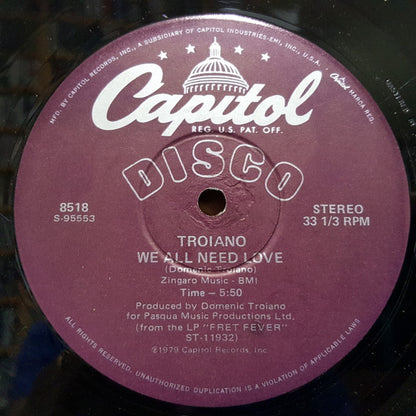 MFD. BY CAPITOL RECORDS, INC., A SUBSIDIARY OF CAPITOL INDUSTRIES-EMI, INC., U.S.A.
Capitol MARCA REG.
Capitol
REG. U.S. PAT. OFF.
DISCO
8518
S-95553
STEREO
33 1/3 RPM
TROIANO
WE ALL NEED LOVE
(Domenic Troiano)
Zingaro Music - BMI
Time - 5:50
Produced by Domenic Troiano
for Pasqua Music Productions Ltd.
(from the LP "FRET FEVER"
ST-11932)
©1979 Capitol Records, Inc.
ALL RIGHTS RESERVED. UNAUTHORIZED DUPLICATION IS A VIOLATION OF APPLICABLE LAWS